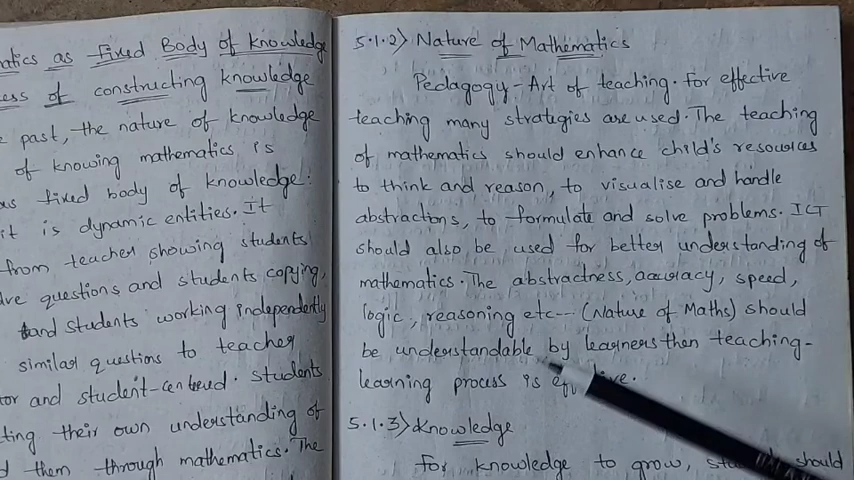 atics as fixed Body of knowledge
ess of constructing knowledge
e past, the nature of knowledge
of knowing mathematics is
as fixed body of knowledge.
it is dynamic entities. It
from teacher showing students
ve questions and students copying,
and students working independently
similar questions to teacher
tor and student-centred. students
ting their own understanding of
d them through mathematics. The
5.1.2) Nature of Mathematics
Pedagogy - Art of teaching. for effective
teaching many strategies are used. The teaching
of mathematics should enhance child's resources
to think and reason, to visualise and handle
abstractions, to formulate and solve problems. ICT
should also be used for better understanding of
mathematics. The abstractness, accuracy, speed,
logic, reasoning etc--- (Nature of Maths) should
be understandable by learners then teaching-
learning process is
5.1.3) Knowledge
for knowledge to grow, should